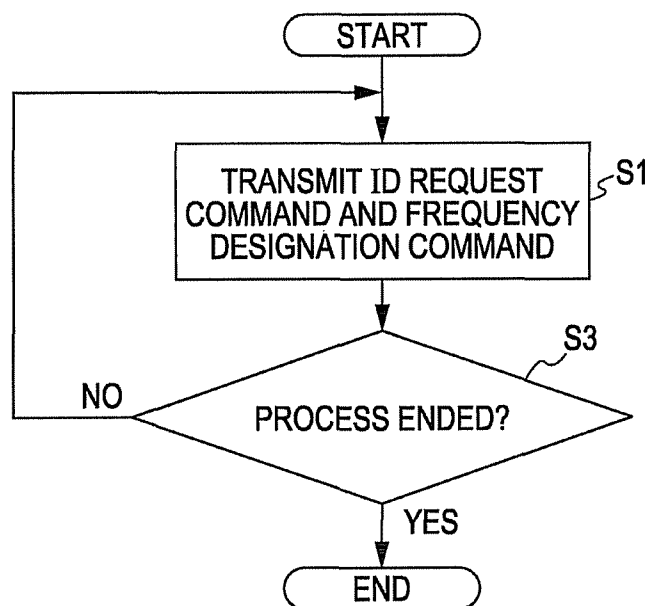 START
TRANSMIT ID REQUEST
COMMAND AND FREQUENCY
DESIGNATION COMMAND
S1
S3
NO
PROCESS ENDED?
YES
END